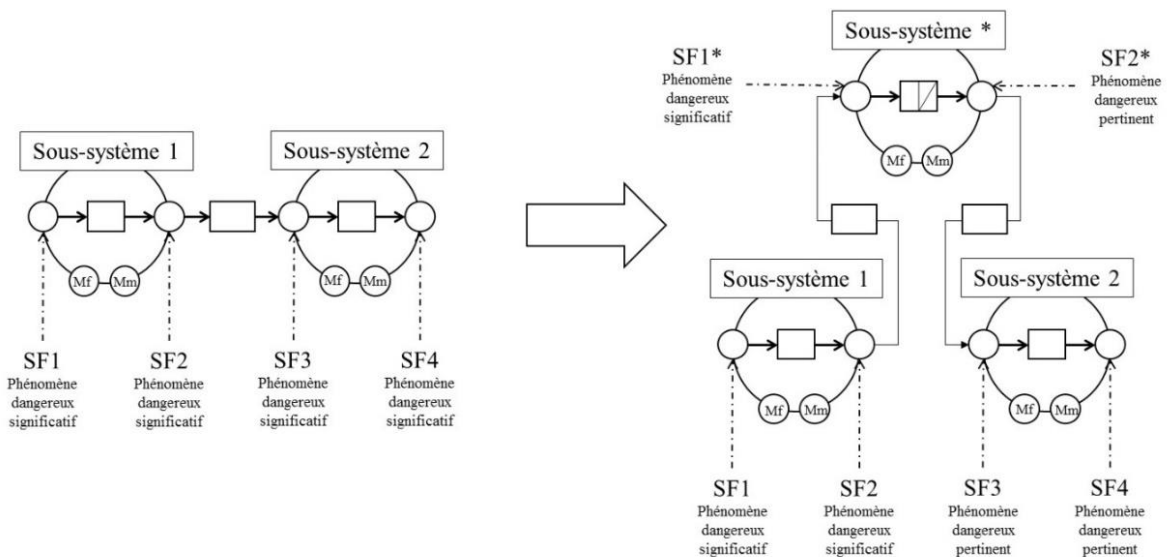 Sous-système 1
Sous-système 2
Mf
Mm
Mf
Mm
SF1
Phénomène
dangereux
significatif
SF2
Phénomène
dangereux
significatif
SF3
Phénomène
dangereux
significatif
SF4
Phénomène
dangereux
significatif
Sous-système *
SF1*
Phénomène
dangereux
significatif
SF2*
Phénomène
dangereux
pertinent
Mf
Mm
Sous-système 1
Sous-système 2
Mf
Mm
Mf
Mm
SF1
Phénomène
dangereux
significatif
SF2
Phénomène
dangereux
significatif
SF3
Phénomène
dangereux
pertinent
SF4
Phénomène
dangereux
pertinent